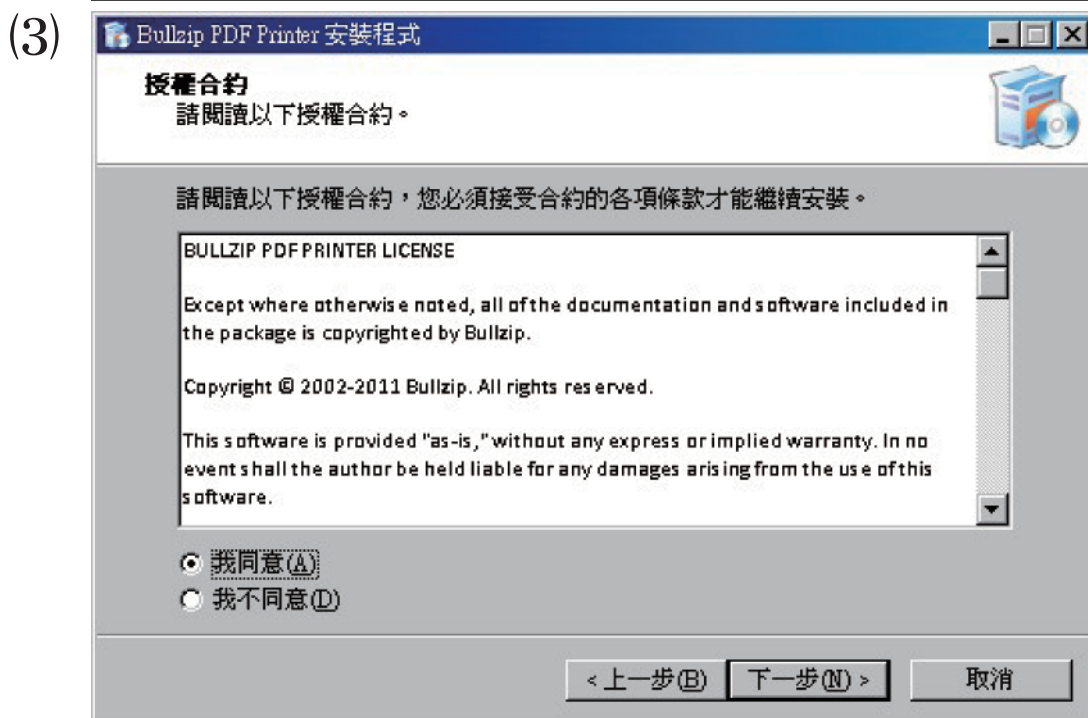 (3)
Bullzip PDF Printer 安裝程式
授權合約
請閱讀以下授權合約。
請閱讀以下授權合約，您必須接受合約的各項條款才能繼續安裝。
BULLZIP PDF PRINTER LICENSE
Except where otherwise noted, all of the documentation and software included in
the package is copyrighted by Bullzip.
Copyright © 2002-2011 Bullzip. All rights reserved.
This software is provided "as-is," without any express or implied warranty. In no
event shall the author be held liable for any damages arising from the use of this
software.
我同意(A)
我不同意(D)
<上一步(B) 下一步(N)> 取消